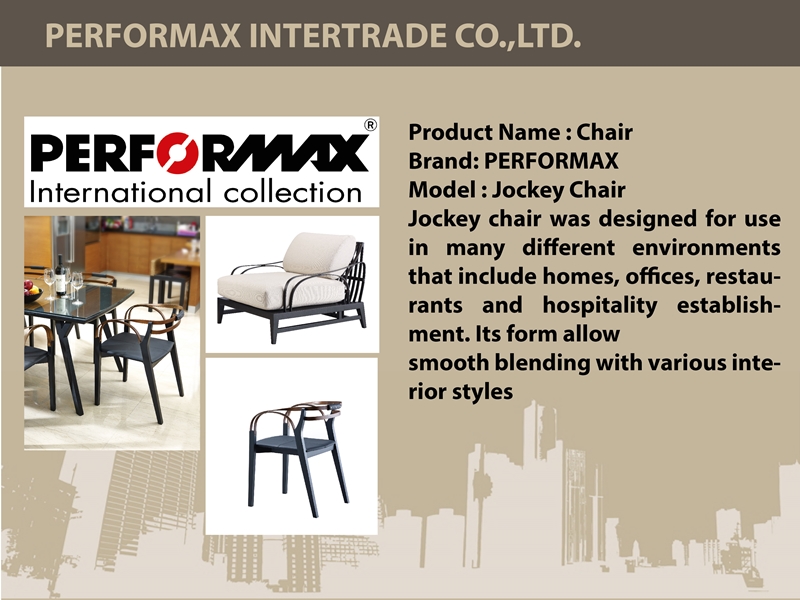 PERFORMAX INTERTRADE CO.,LTD.
PERFORMAX ®
International collection
Product Name : Chair
Brand: PERFORMAX
Model : Jockey Chair
Jockey chair was designed for use
in many different environments
that include homes, offices, restau-
rants and hospitality establish-
ment. Its form allow
smooth blending with various inte-
rior styles